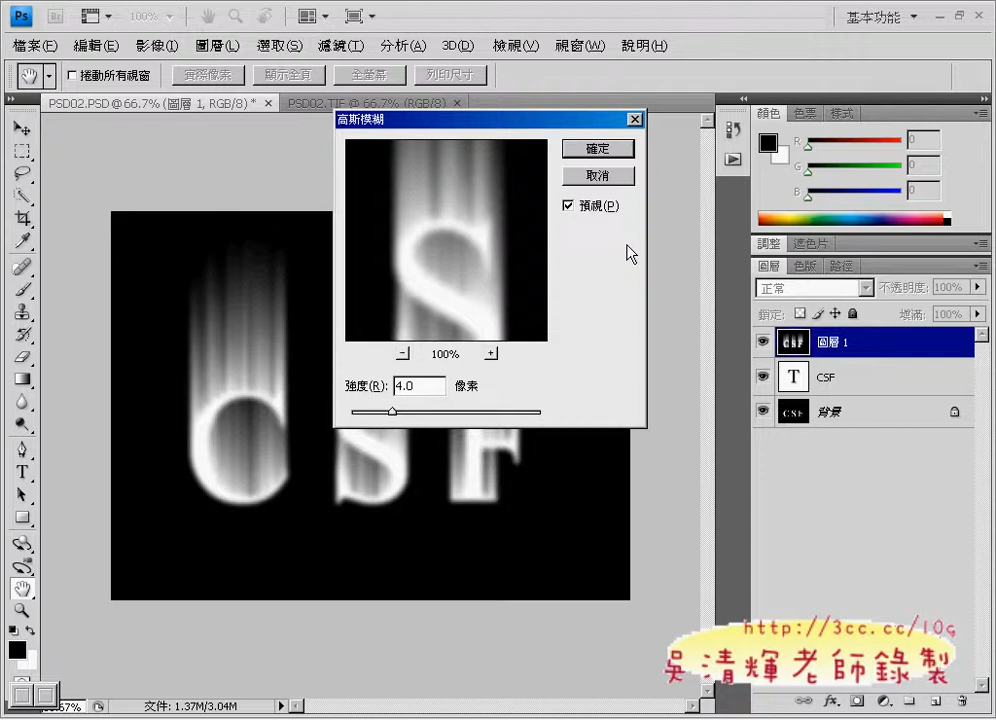 Ps Br 100% 基本功能
檔案(F) 編輯(E) 影像(I) 圖層(L) 選取(S) 濾鏡(T) 分析(A) 3D(D) 檢視(V) 視窗(W) 說明(H)
捲動所有視窗 實際像素 顯示全頁 全螢幕 列印尺寸
PSD02.PSD @ 66.7% (圖層 1, RGB/8) * PSD02.TIF @ 66.7% (RGB/8)
高斯模糊
確定
取消
預視(P)
100%
強度(R): 4.0 像素
顏色 色票 樣式
R 0
G 0
B 0
調整 遮色片
圖層 色版 路徑
正常 不透明度: 100%
鎖定: 填滿: 100%
圖層 1
T CSF
背景
CSF
http://3cc.cc/10g
吳清輝老師錄製
文件: 1.37M/3.04M